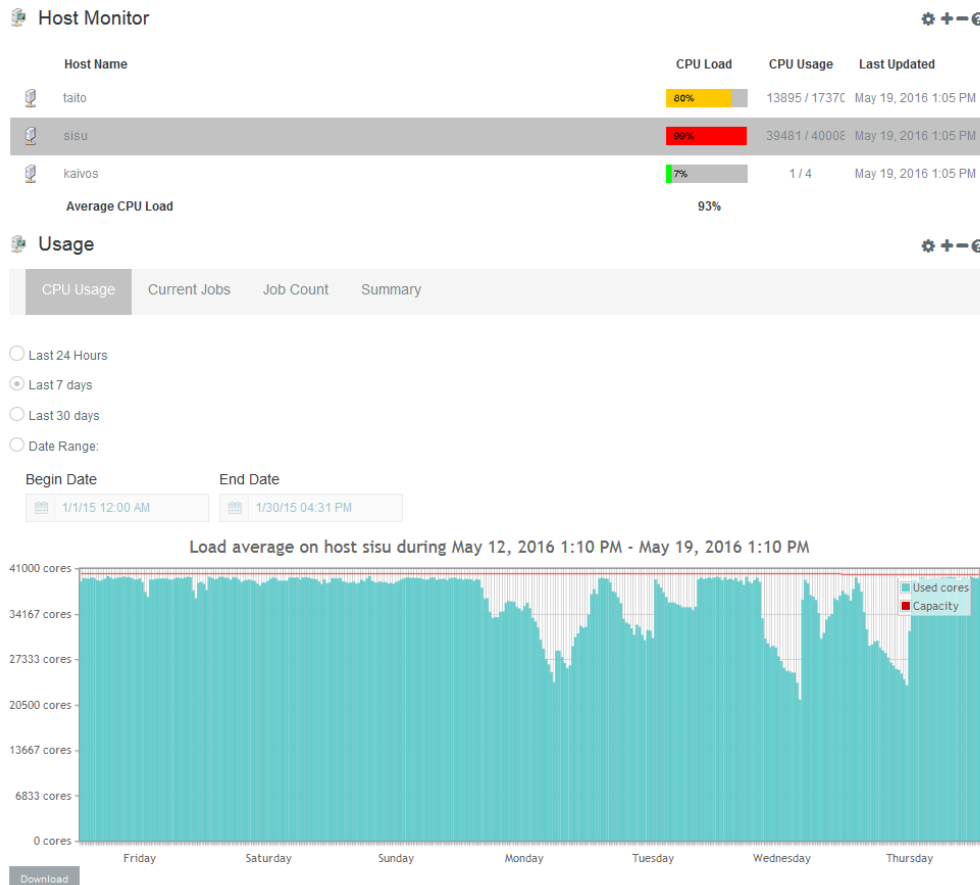 Host Monitor
Host Name CPU Load CPU Usage Last Updated
taito 80% 13895 / 17370 May 19, 2016 1:05 PM
sisu 99% 39481 / 40008 May 19, 2016 1:05 PM
kaivos 7% 1 / 4 May 19, 2016 1:05 PM
Average CPU Load 93%
Usage
CPU Usage Current Jobs Job Count Summary
Last 24 Hours
Last 7 days
Last 30 days
Date Range:
Begin Date End Date
1/1/15 12:00 AM 1/30/15 04:31 PM
Load average on host sisu during May 12, 2016 1:10 PM - May 19, 2016 1:10 PM
41000 cores
Used cores
Capacity
34167 cores
27333 cores
20500 cores
13667 cores
6833 cores
0 cores
Friday Saturday Sunday Monday Tuesday Wednesday Thursday
Download